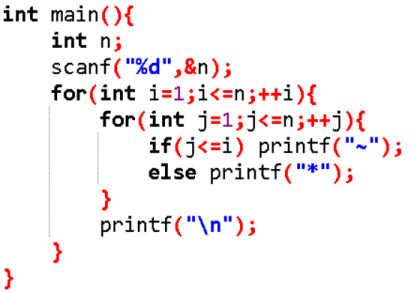 int main(){
    int n;
    scanf("%d",&n);
    for(int i=1;i<=n;++i){
        for(int j=1;j<=n;++j){
            if(j<=i) printf("~");
            else printf("*");
        }
        printf("\n");
    }
}